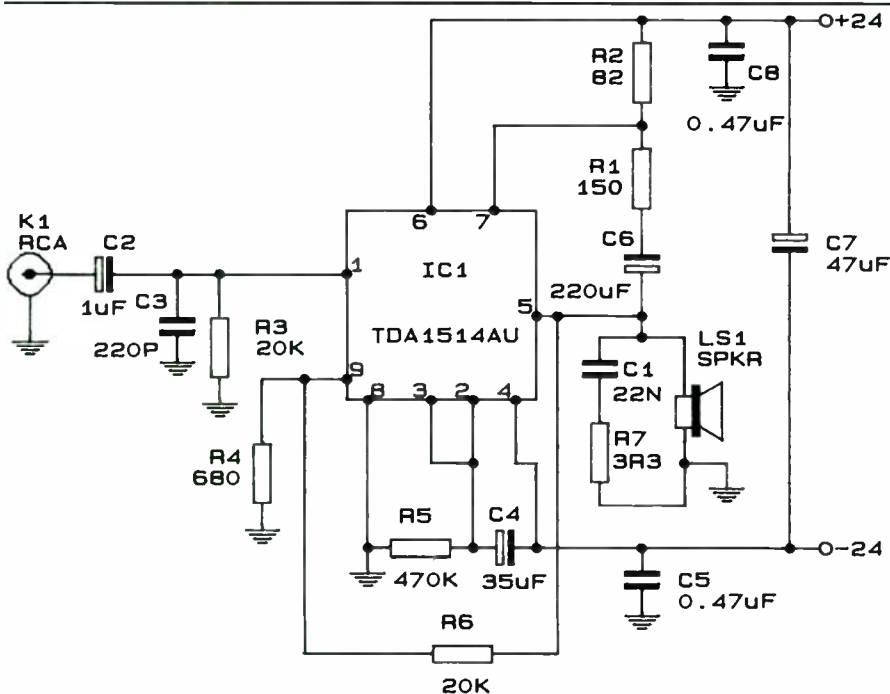 +24
R2
82
C8
0.47uF
R1
150
K1
RCA
C2
1uF
C3
220P
R3
20K
6
7
1
IC1
5
TDA1514AU
9
8
3
2
4
C6
220uF
C7
47uF
LS1
SPKR
C1
22N
R7
3R3
R4
680
R5
470K
C4
35uF
-24
C5
0.47uF
R6
20K